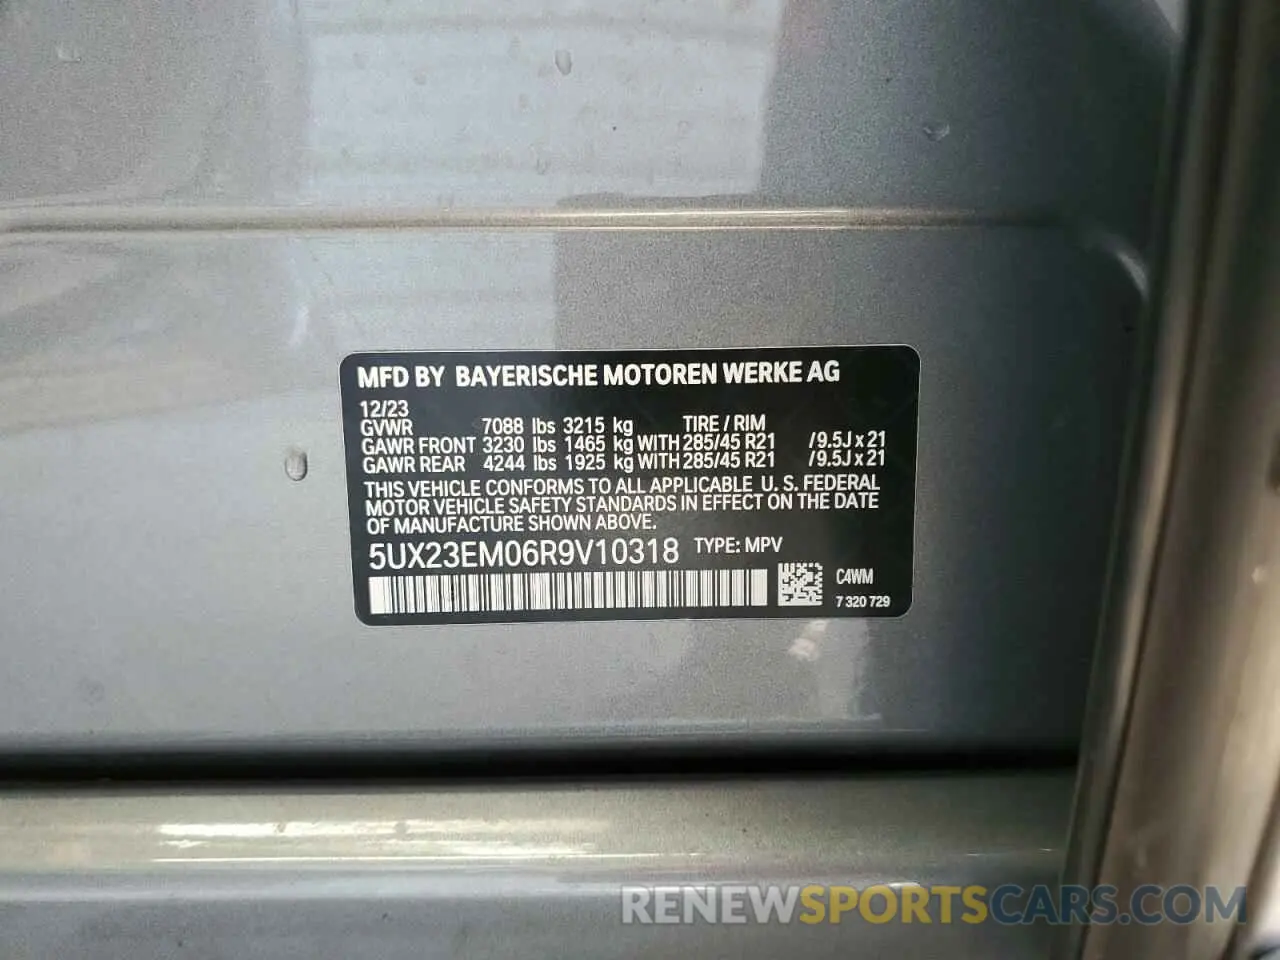 MFD BY BAYERISCHE MOTOREN WERKE AG
12/23
GVWR 7088 lbs 3215 kg TIRE / RIM
GAWR FRONT 3230 lbs 1465 kg WITH 285/45 R21 /9.5J x 21
GAWR REAR 4244 lbs 1925 kg WITH 285/45 R21 /9.5J x 21
THIS VEHICLE CONFORMS TO ALL APPLICABLE U. S. FEDERAL
MOTOR VEHICLE SAFETY STANDARDS IN EFFECT ON THE DATE
OF MANUFACTURE SHOWN ABOVE.
5UX23EM06R9V10318 TYPE: MPV
C4WM
7 320 729
RENEWSPORTSCARS.COM